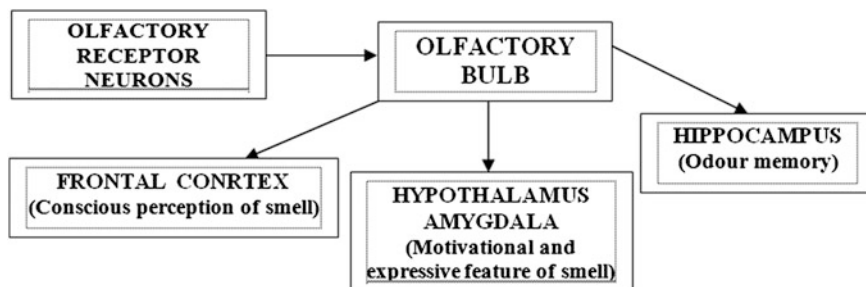 OLFACTORY
RECEPTOR
NEURONS
OLFACTORY
BULB
HIPPOCAMPUS
(Odour memory)
FRONTAL CONRTEX
(Conscious perception of smell)
HYPOTHALAMUS
AMYGDALA
(Motivational and
expressive feature of smell)